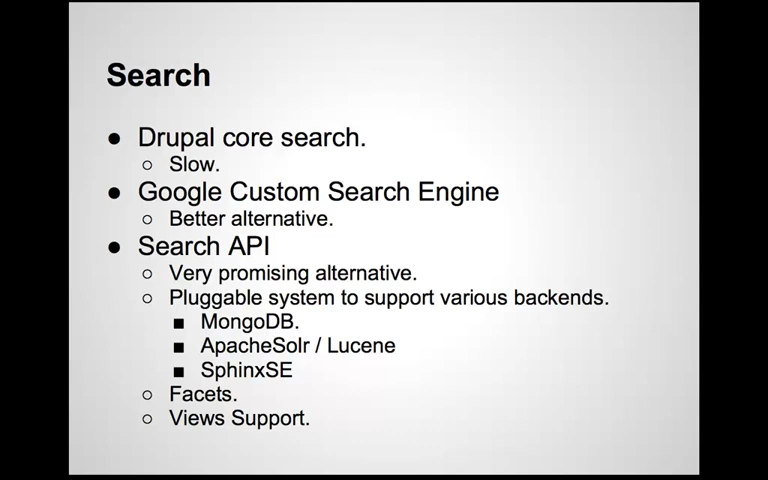 Search
● Drupal core search.
○ Slow.
● Google Custom Search Engine
○ Better alternative.
● Search API
○ Very promising alternative.
○ Pluggable system to support various backends.
■ MongoDB.
■ ApacheSolr / Lucene
■ SphinxSE
○ Facets.
○ Views Support.